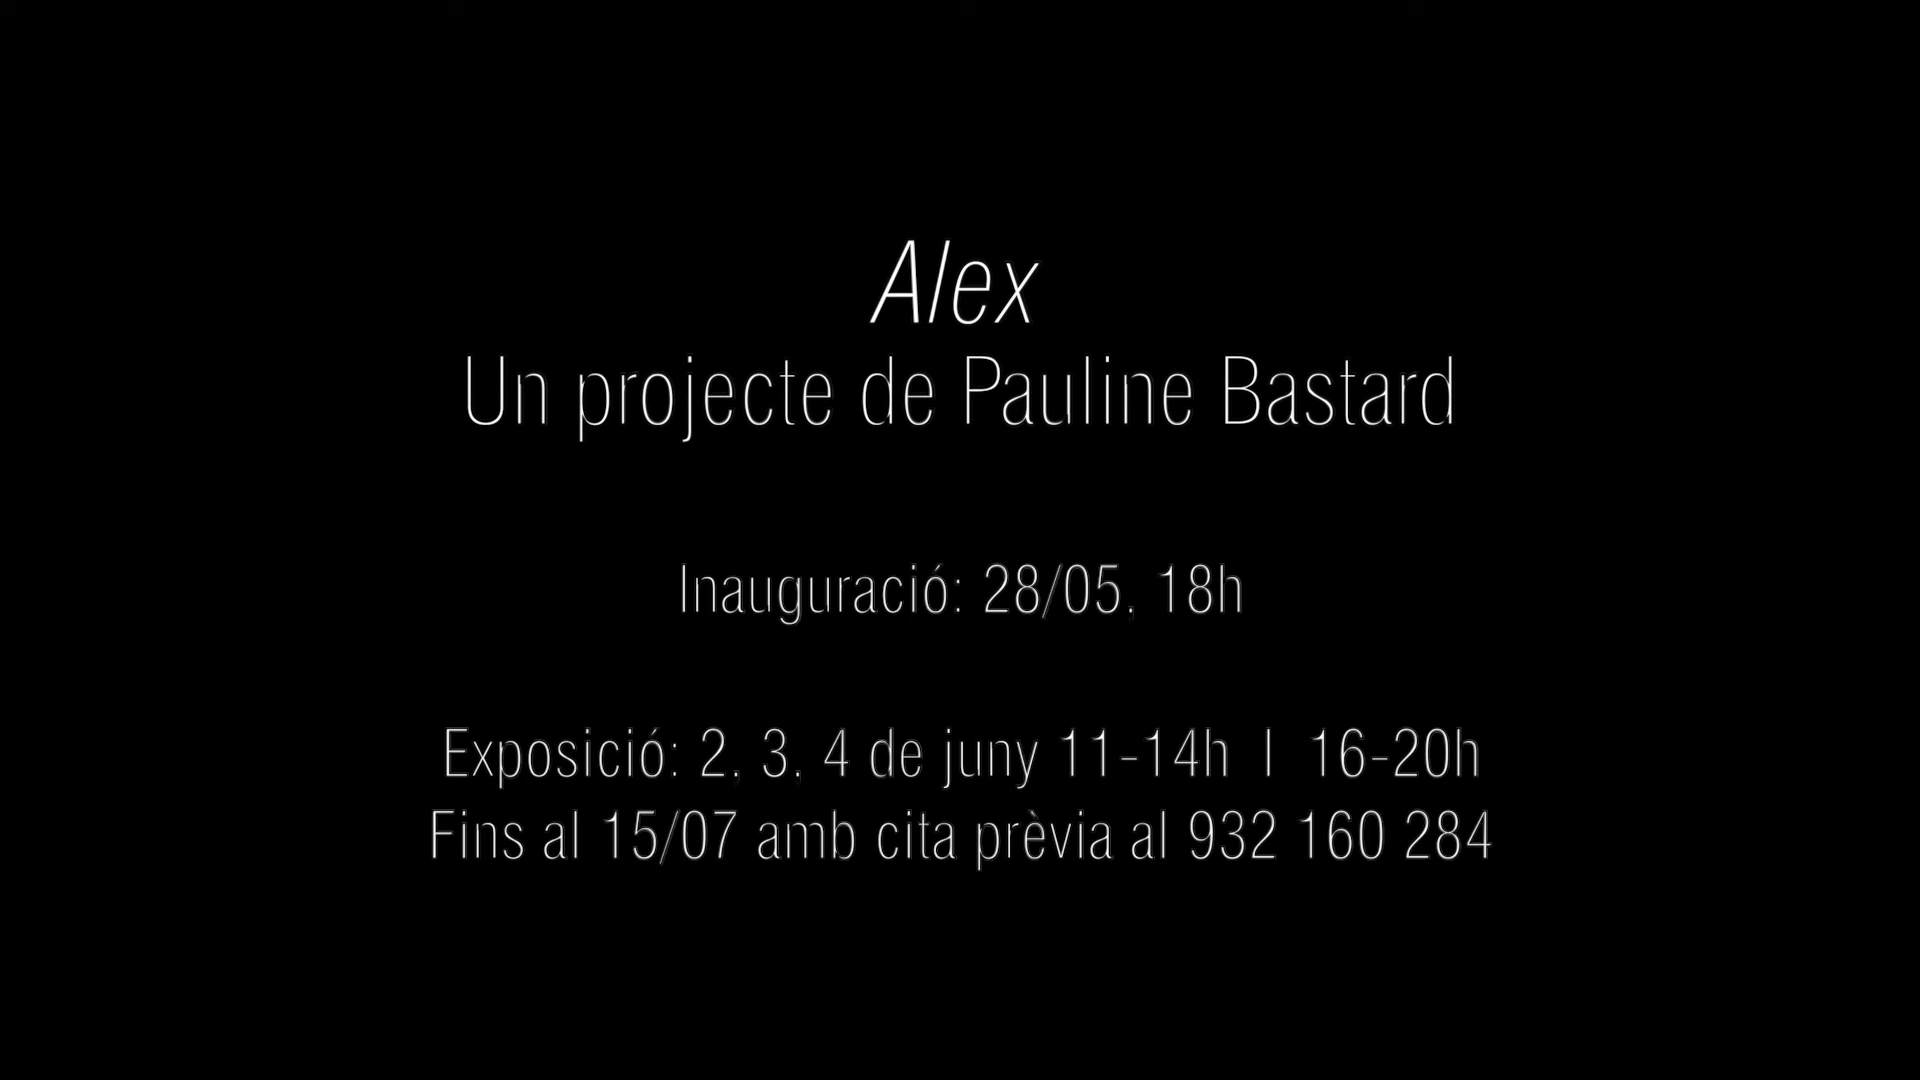 Alex
Un projecte de Pauline Bastard
Inauguració: 28/05, 18h
Exposició: 2, 3, 4 de juny 11-14h | 16-20h
Fins al 15/07 amb cita prèvia al 932 160 284